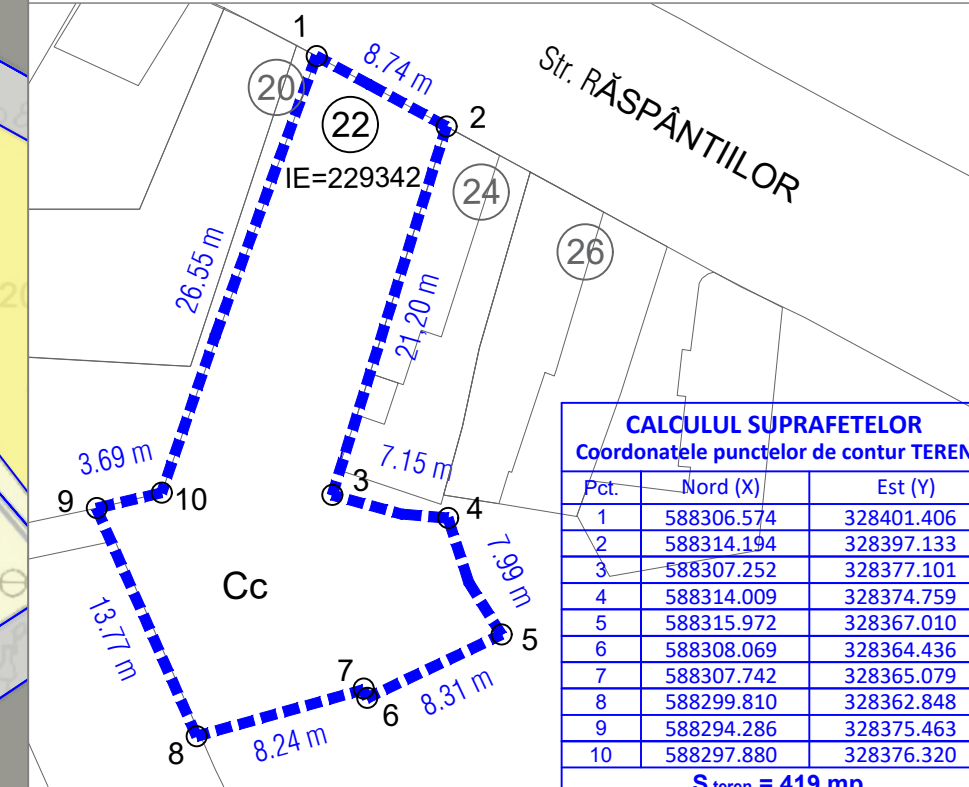 1
8.74 m
Str. RĂSPÂNTIILOR
20
22
2
IE=229342
24
26
26.55 m
21,20 m
3.69 m
7.15 m
9
10
3
4
7.99 m
Cc
13.77 m
5
7
6
8.31 m
8
8.24 m
CALCULUL SUPRAFETELOR
Coordonatele punctelor de contur TEREN
Pct. Nord (X) Est (Y)
1 588306.574 328401.406
2 588314.194 328397.133
3 588307.252 328377.101
4 588314.009 328374.759
5 588315.972 328367.010
6 588308.069 328364.436
7 588307.742 328365.079
8 588299.810 328362.848
9 588294.286 328375.463
10 588297.880 328376.320
S teren = 419 mp